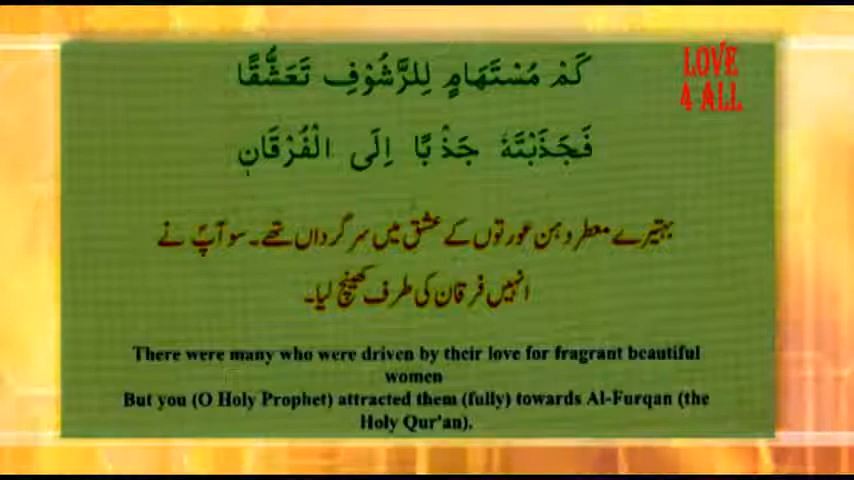 LOVE
4 ALL
كَمْ مُسْتَهَامٍ لِلرَّشُوْفِ تَعَشُّقًا
فَجَذَبْتَهٗ جَذْبًا اِلَى الْفُرْقَانٖ
بہتیرے معطر دہن عورتوں کے عشق میں سرگرداں تھے۔ سو آپؐ نے
انہیں فرقان کی طرف کھینچ لیا۔
There were many who were driven by their love for fragrant beautiful
women
But you (O Holy Prophet) attracted them (fully) towards Al-Furqan (the
Holy Qur'an).